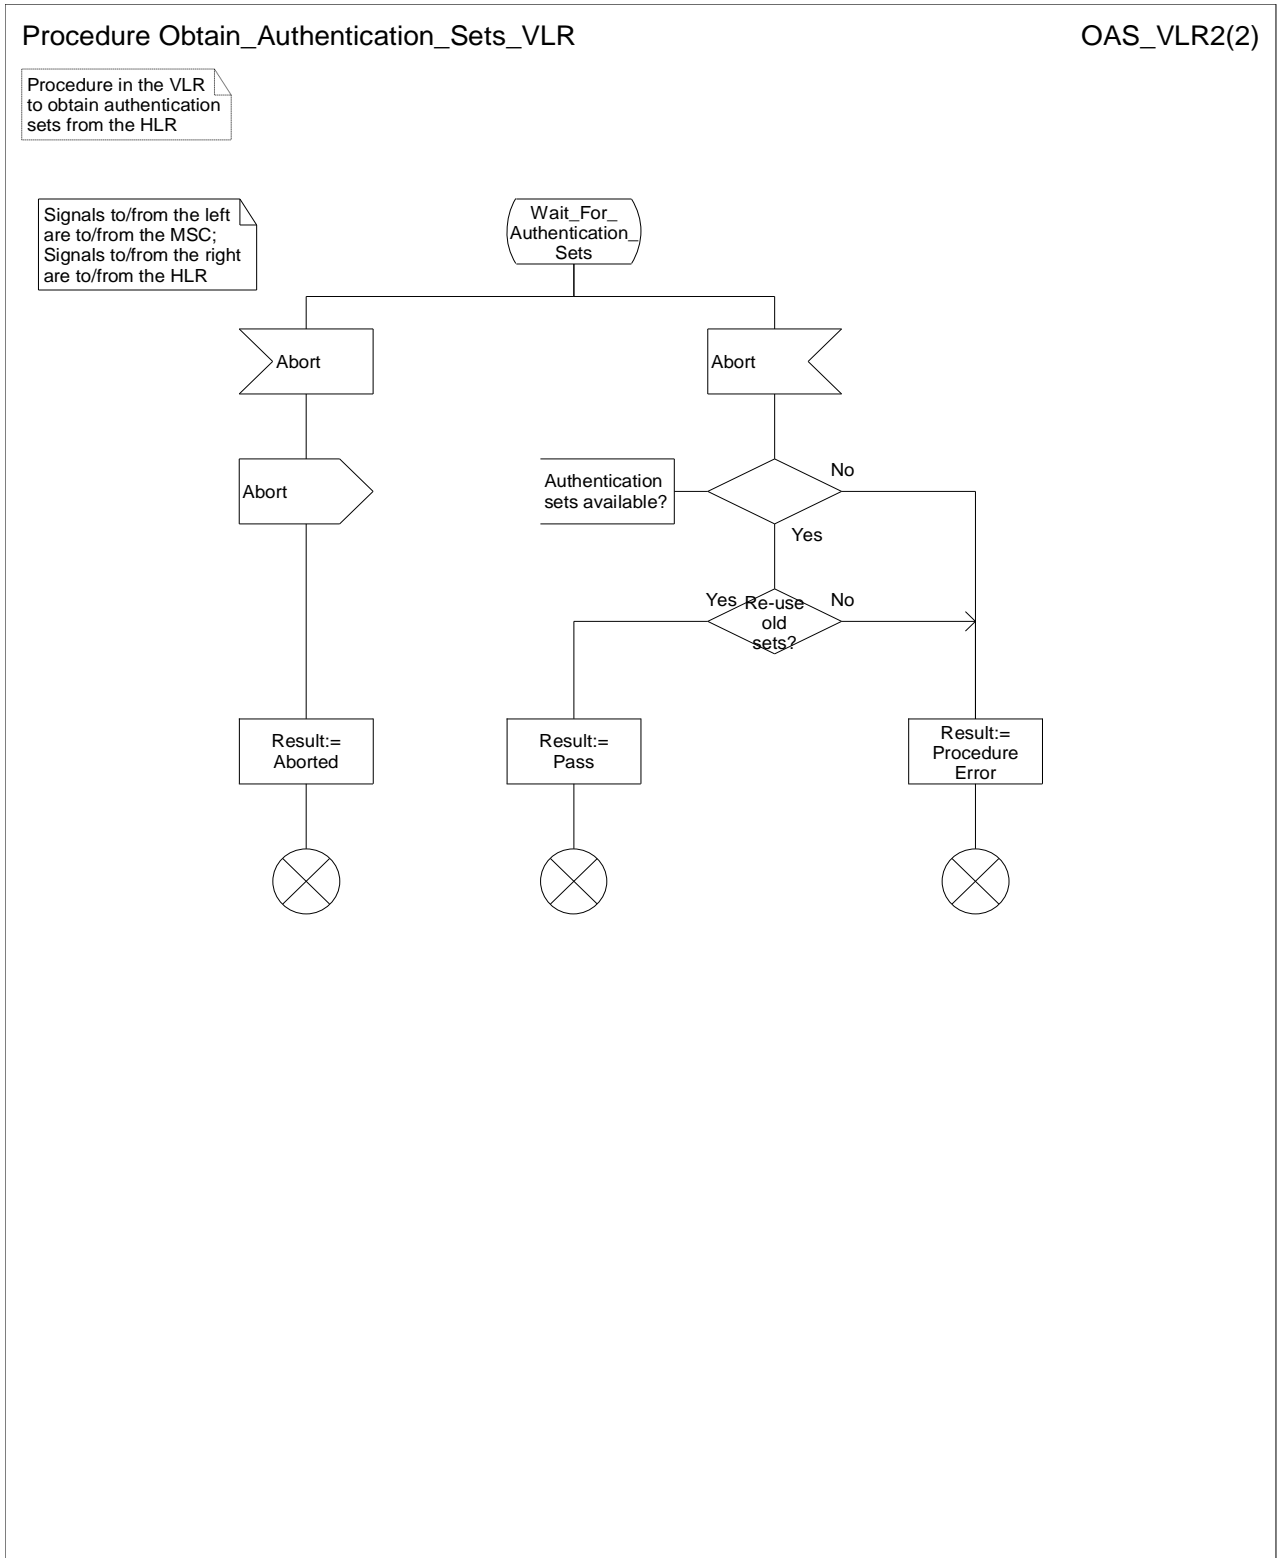 Procedure Obtain_Authentication_Sets_VLR
OAS_VLR2(2)
Procedure in the VLR
to obtain authentication
sets from the HLR
Signals to/from the left
are to/from the MSC;
Signals to/from the right
are to/from the HLR
Wait_For_
Authentication_
Sets
Abort
Abort
Abort
Authentication
sets available?
No
Yes
Yes
Re-use
old
sets?
No
Result:=
Aborted
Result:=
Pass
Result:=
Procedure
Error